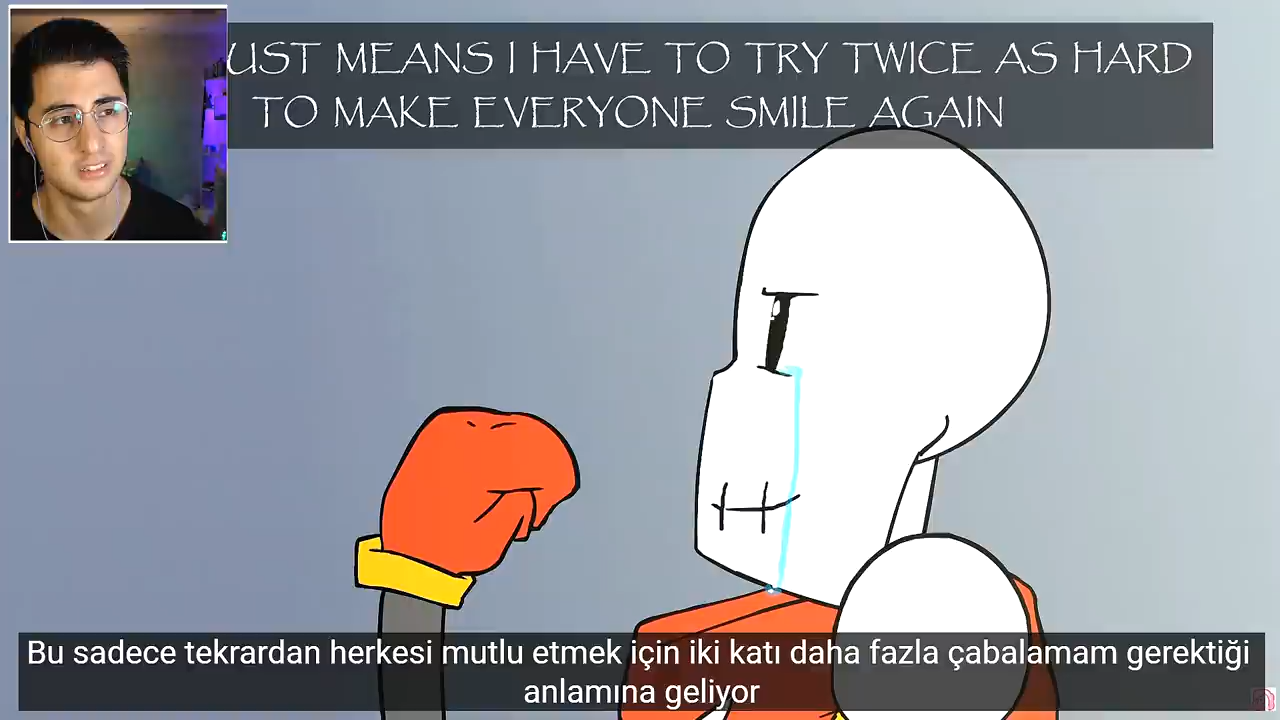 UST MEANS I HAVE TO TRY TWICE AS HARD
TO MAKE EVERYONE SMILE AGAIN
Bu sadece tekrardan herkesi mutlu etmek için iki katı daha fazla çabalamam gerektiği
anlamına geliyor